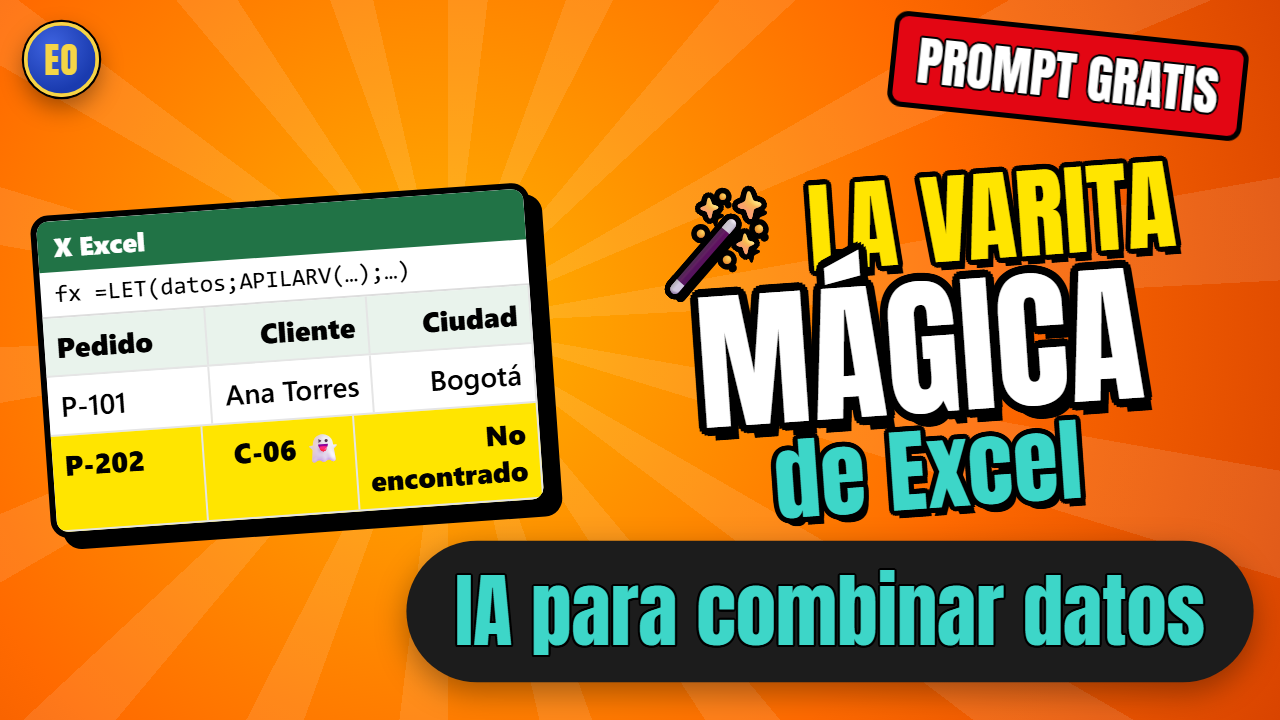 EO
PROMPT GRATIS
X Excel
fx =LET(datos;APILARV(…);…)
Pedido Cliente Ciudad
P-101 Ana Torres Bogotá
P-202 C-06 👻 No
encontrado
LA VARITA
MÁGICA
de Excel
IA para combinar datos